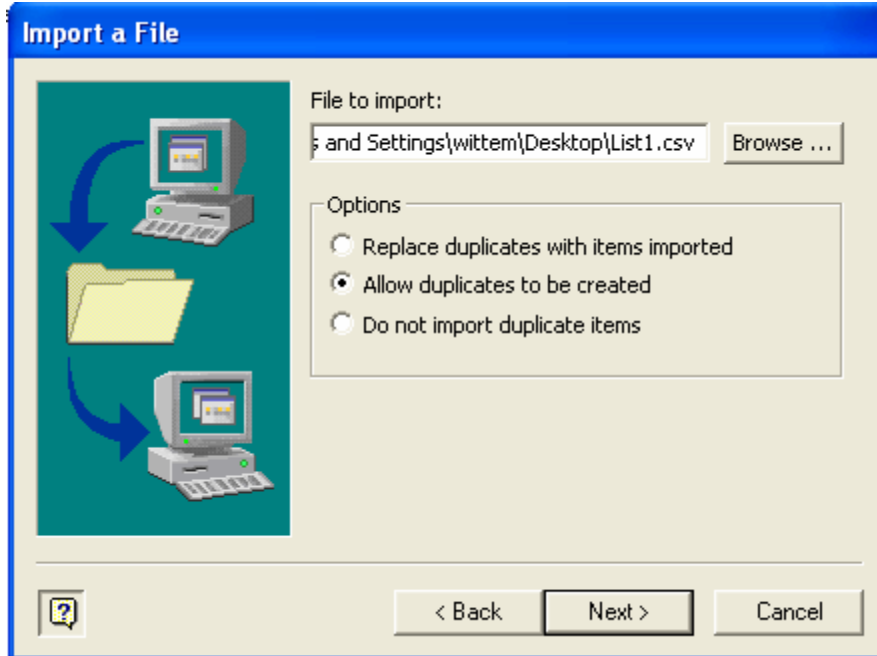 Import a File
File to import:
s and Settings\wittem\Desktop\List1.csv
Browse ...
Options
Replace duplicates with items imported
Allow duplicates to be created
Do not import duplicate items
< Back
Next >
Cancel